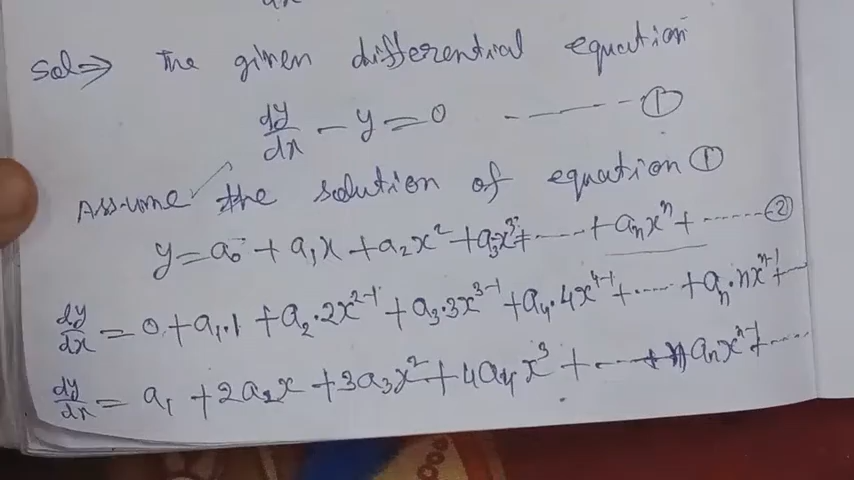 Sol⇒ The given differential equation
dy/dx - y = 0 -------- ①
Assume the solution of equation ①
y = a₀ + a₁x + a₂x² + a₃x³ + ...... + aₙxⁿ + ...... ②
dy/dx = 0 + a₁·1 + a₂·2x²⁻¹ + a₃·3x³⁻¹ + a₄·4x⁴⁻¹ + ...... + aₙ·nxⁿ⁻¹ + ....
dy/dx = a₁ + 2a₂x + 3a₃x² + 4a₄x³ + ...... + n aₙxⁿ⁻¹ + ......